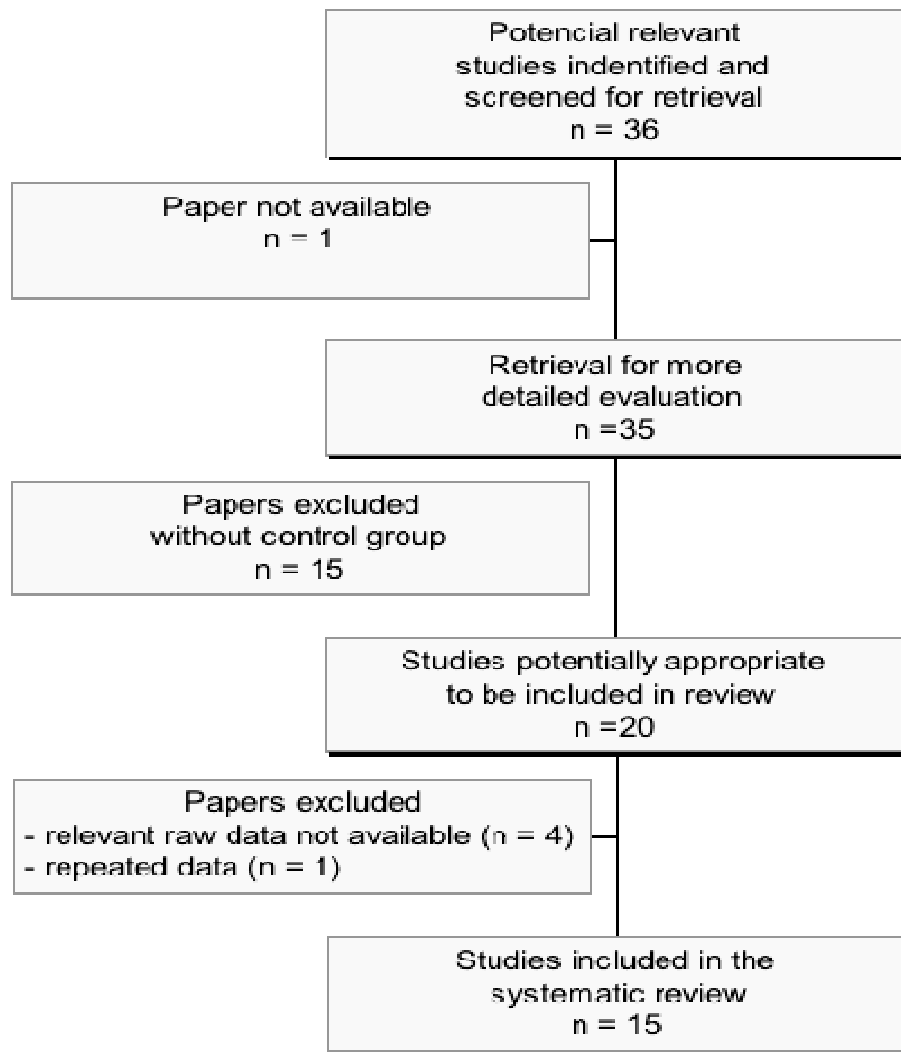 Potencial relevant
studies indentified and
screened for retrieval
n = 36
Paper not available
n = 1
Retrieval for more
detailed evaluation
n =35
Papers excluded
without control group
n = 15
Studies potentially appropriate
to be included in review
n =20
Papers excluded
- relevant raw data not available (n = 4)
- repeated data (n = 1)
Studies included in the
systematic review
n = 15